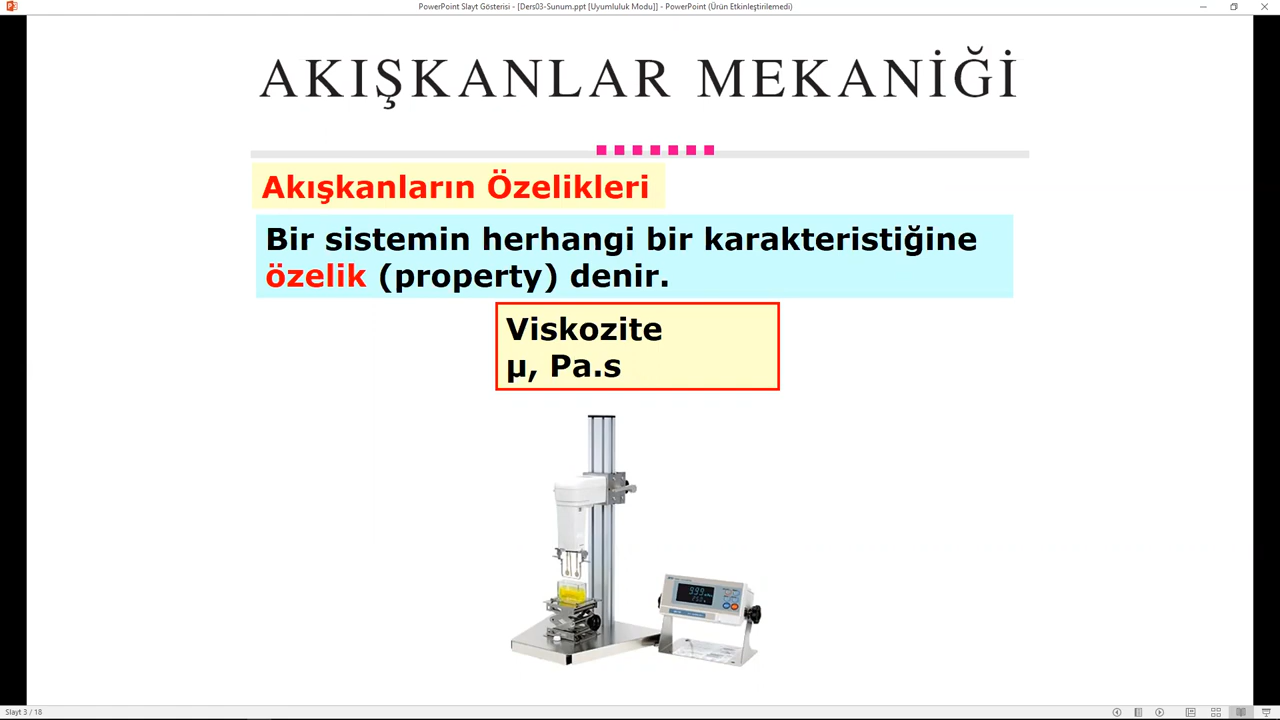 PowerPoint Slayt Gösterisi - [Ders03-Sunum.ppt [Uyumluluk Modu]] - PowerPoint (Ürün Etkinleştirilemedi)
AKIŞKANLAR MEKANİĞİ
Akışkanların Özelikleri
Bir sistemin herhangi bir karakteristiğine
özelik (property) denir.
Viskozite
µ, Pa.s
Slayt 3 / 18